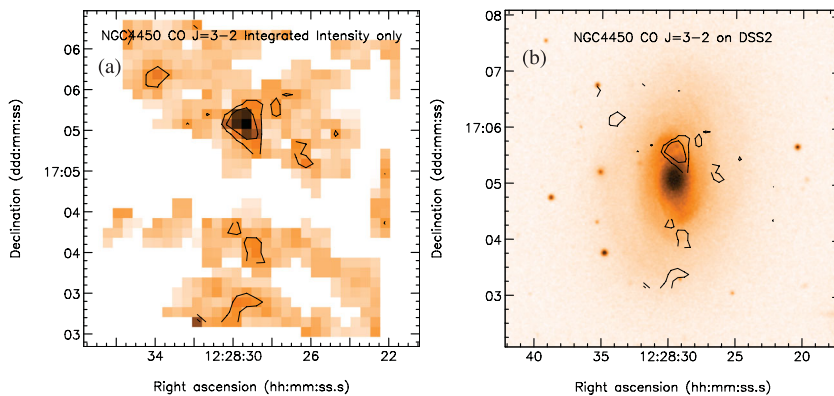 NGC4450 CO J=3-2 Integrated Intensity only
(a)
06
06
05
17:05
04
04
03
03
34
12:28:30
26
22
Declination (ddd:mm:ss)
Right ascension (hh:mm:ss.s)
NGC4450 CO J=3-2 on DSS2
(b)
08
07
17:06
05
04
03
40
35
12:28:30
25
20
Declination (ddd:mm:ss)
Right ascension (hh:mm:ss.s)